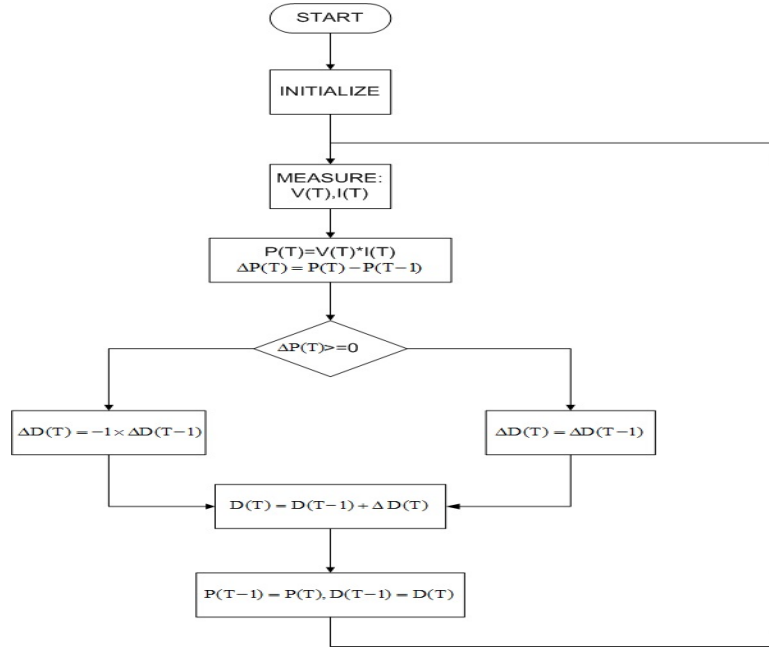 START
INITIALIZE
MEASURE:
V(T),I(T)
P(T)=V(T)*I(T)
ΔP(T) = P(T) − P(T−1)
ΔP(T)>=0
ΔD(T) = −1 × ΔD(T−1)
ΔD(T) = ΔD(T−1)
D(T) = D(T−1) + Δ D(T)
P(T−1) = P(T), D(T−1) = D(T)